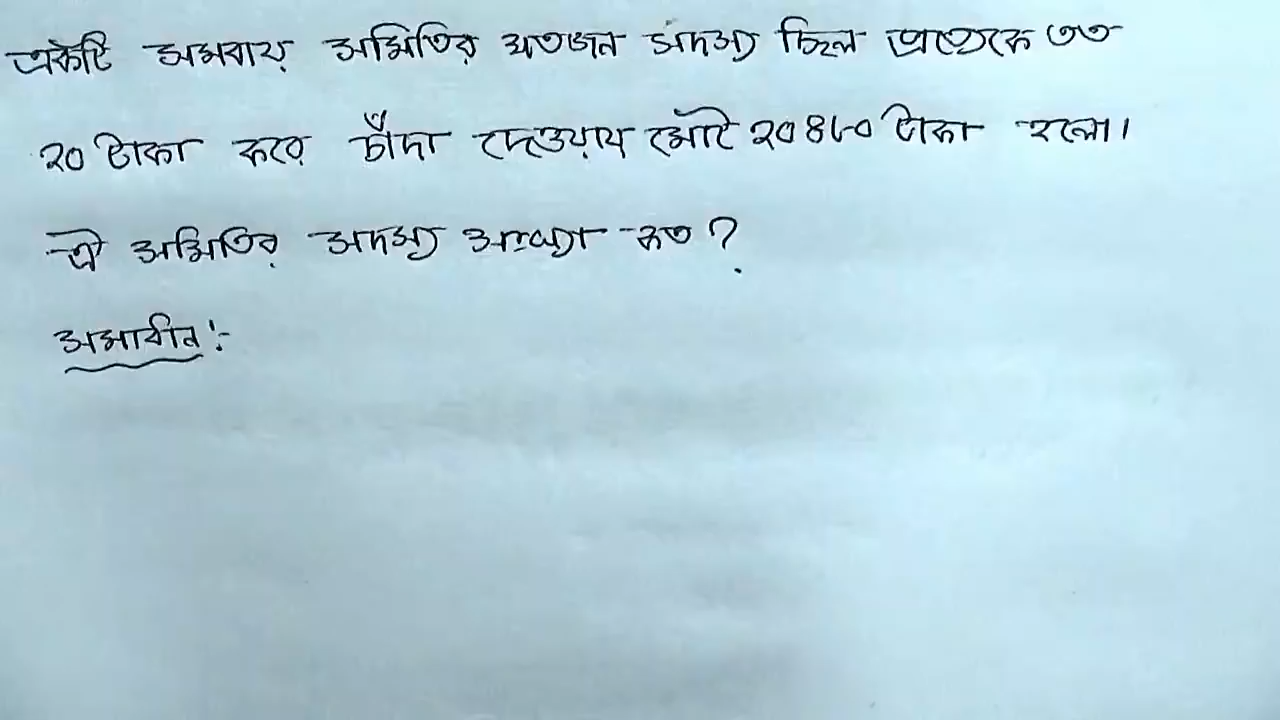 একটি সমবায় সমিতির যতজন সদস্য ছিল প্রত্যেকে তত
২০ টাকা করে চাঁদা দেওয়ায় মোট ২০৪৮০ টাকা হলো।
ঐ সমিতির সদস্য সংখ্যা কত?
সমাধান:-